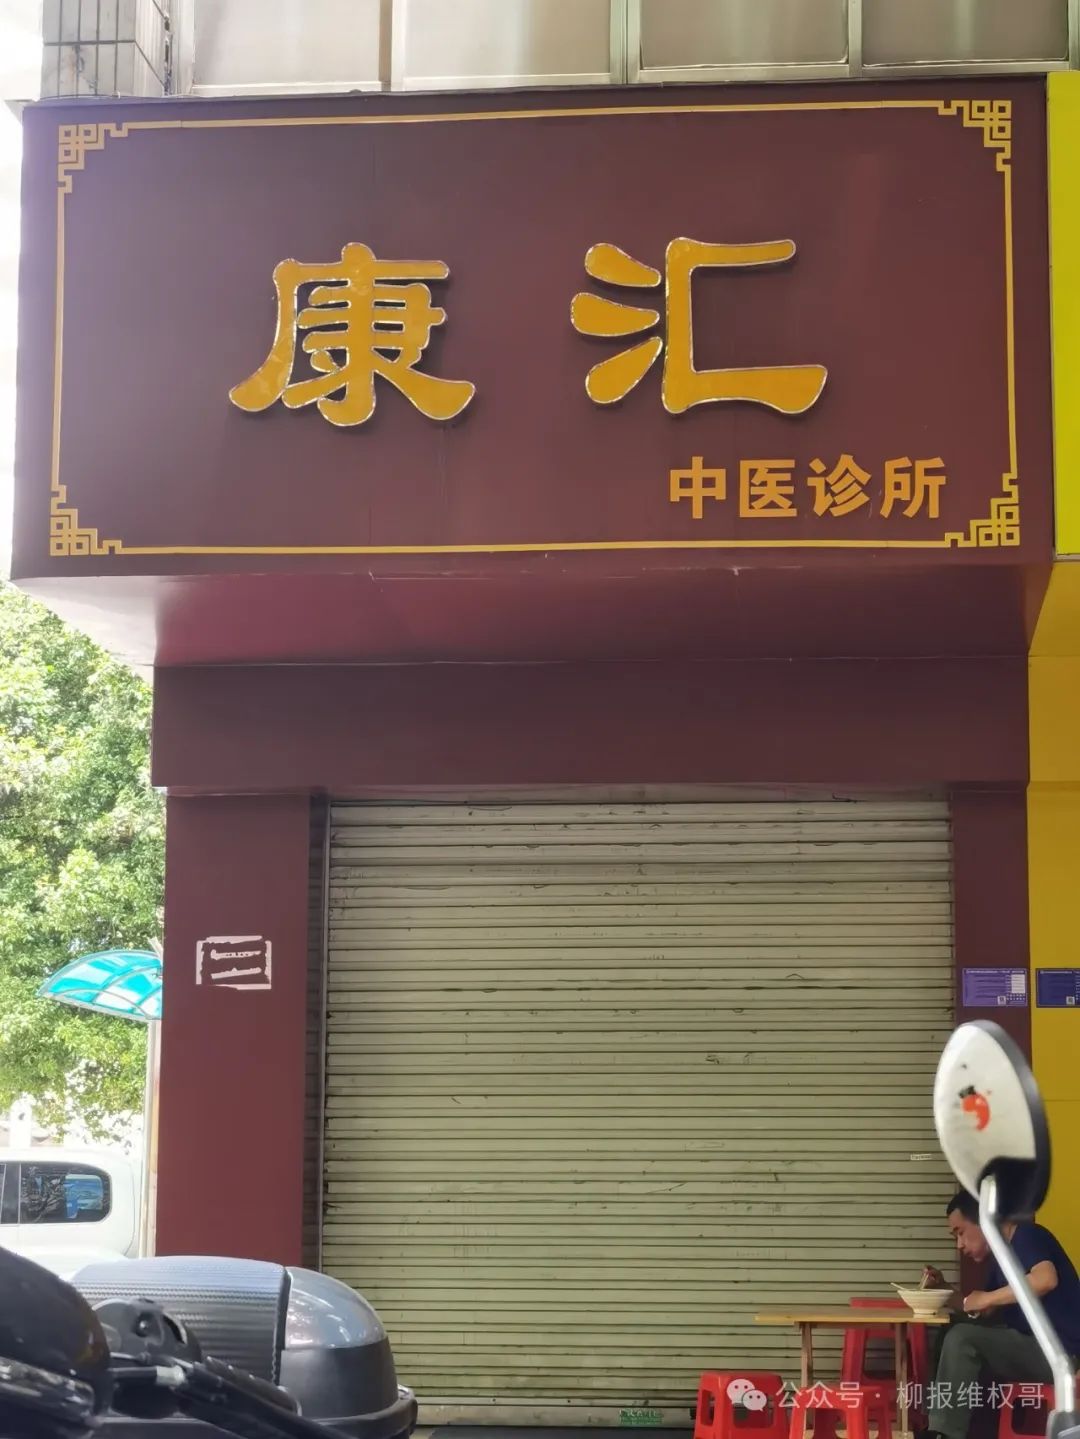 康汇
中医诊所
公众号 · 柳报维权哥